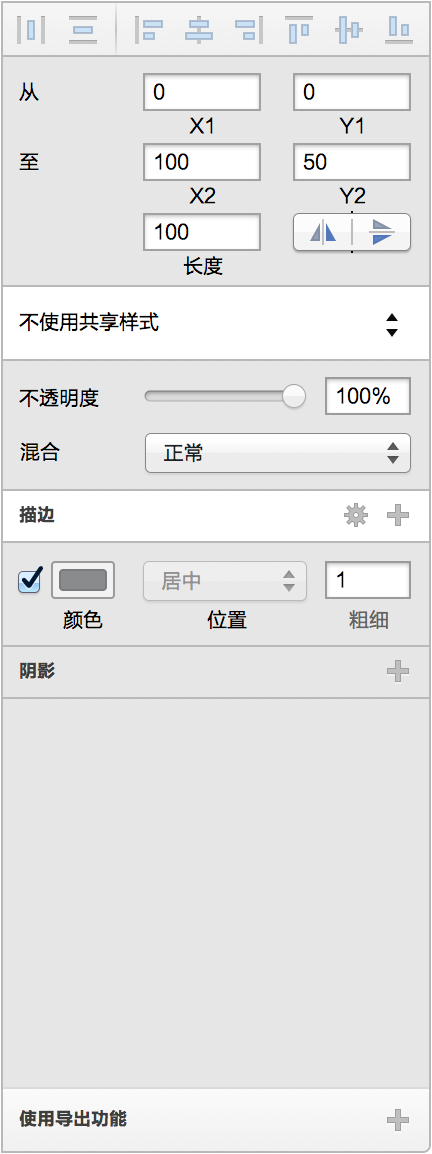 从 0 0
X1 Y1
至 100 50
X2 Y2
100
长度
不使用共享样式
不透明度 100%
混合 正常
描边
居中 1
颜色 位置 粗细
阴影
使用导出功能